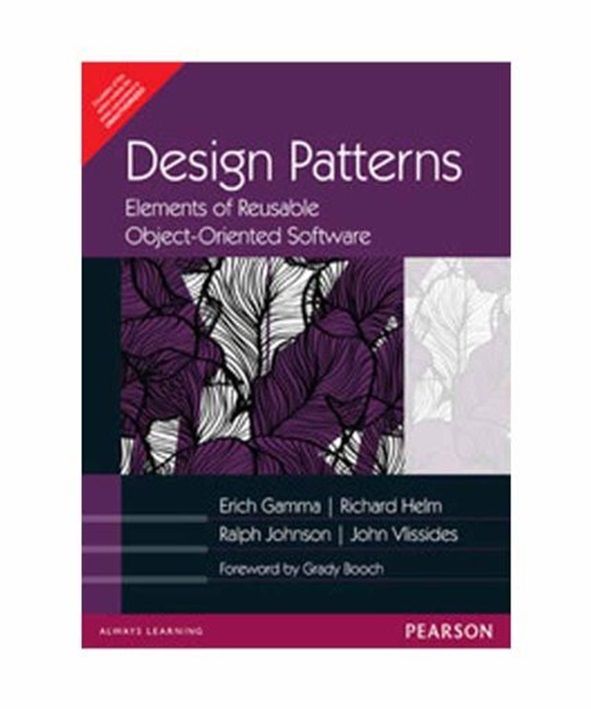 Design Patterns
Elements of Reusable
Object-Oriented Software
Erich Gamma | Richard Helm
Ralph Johnson | John Vlissides
Foreword by Grady Booch
ALWAYS LEARNING
PEARSON